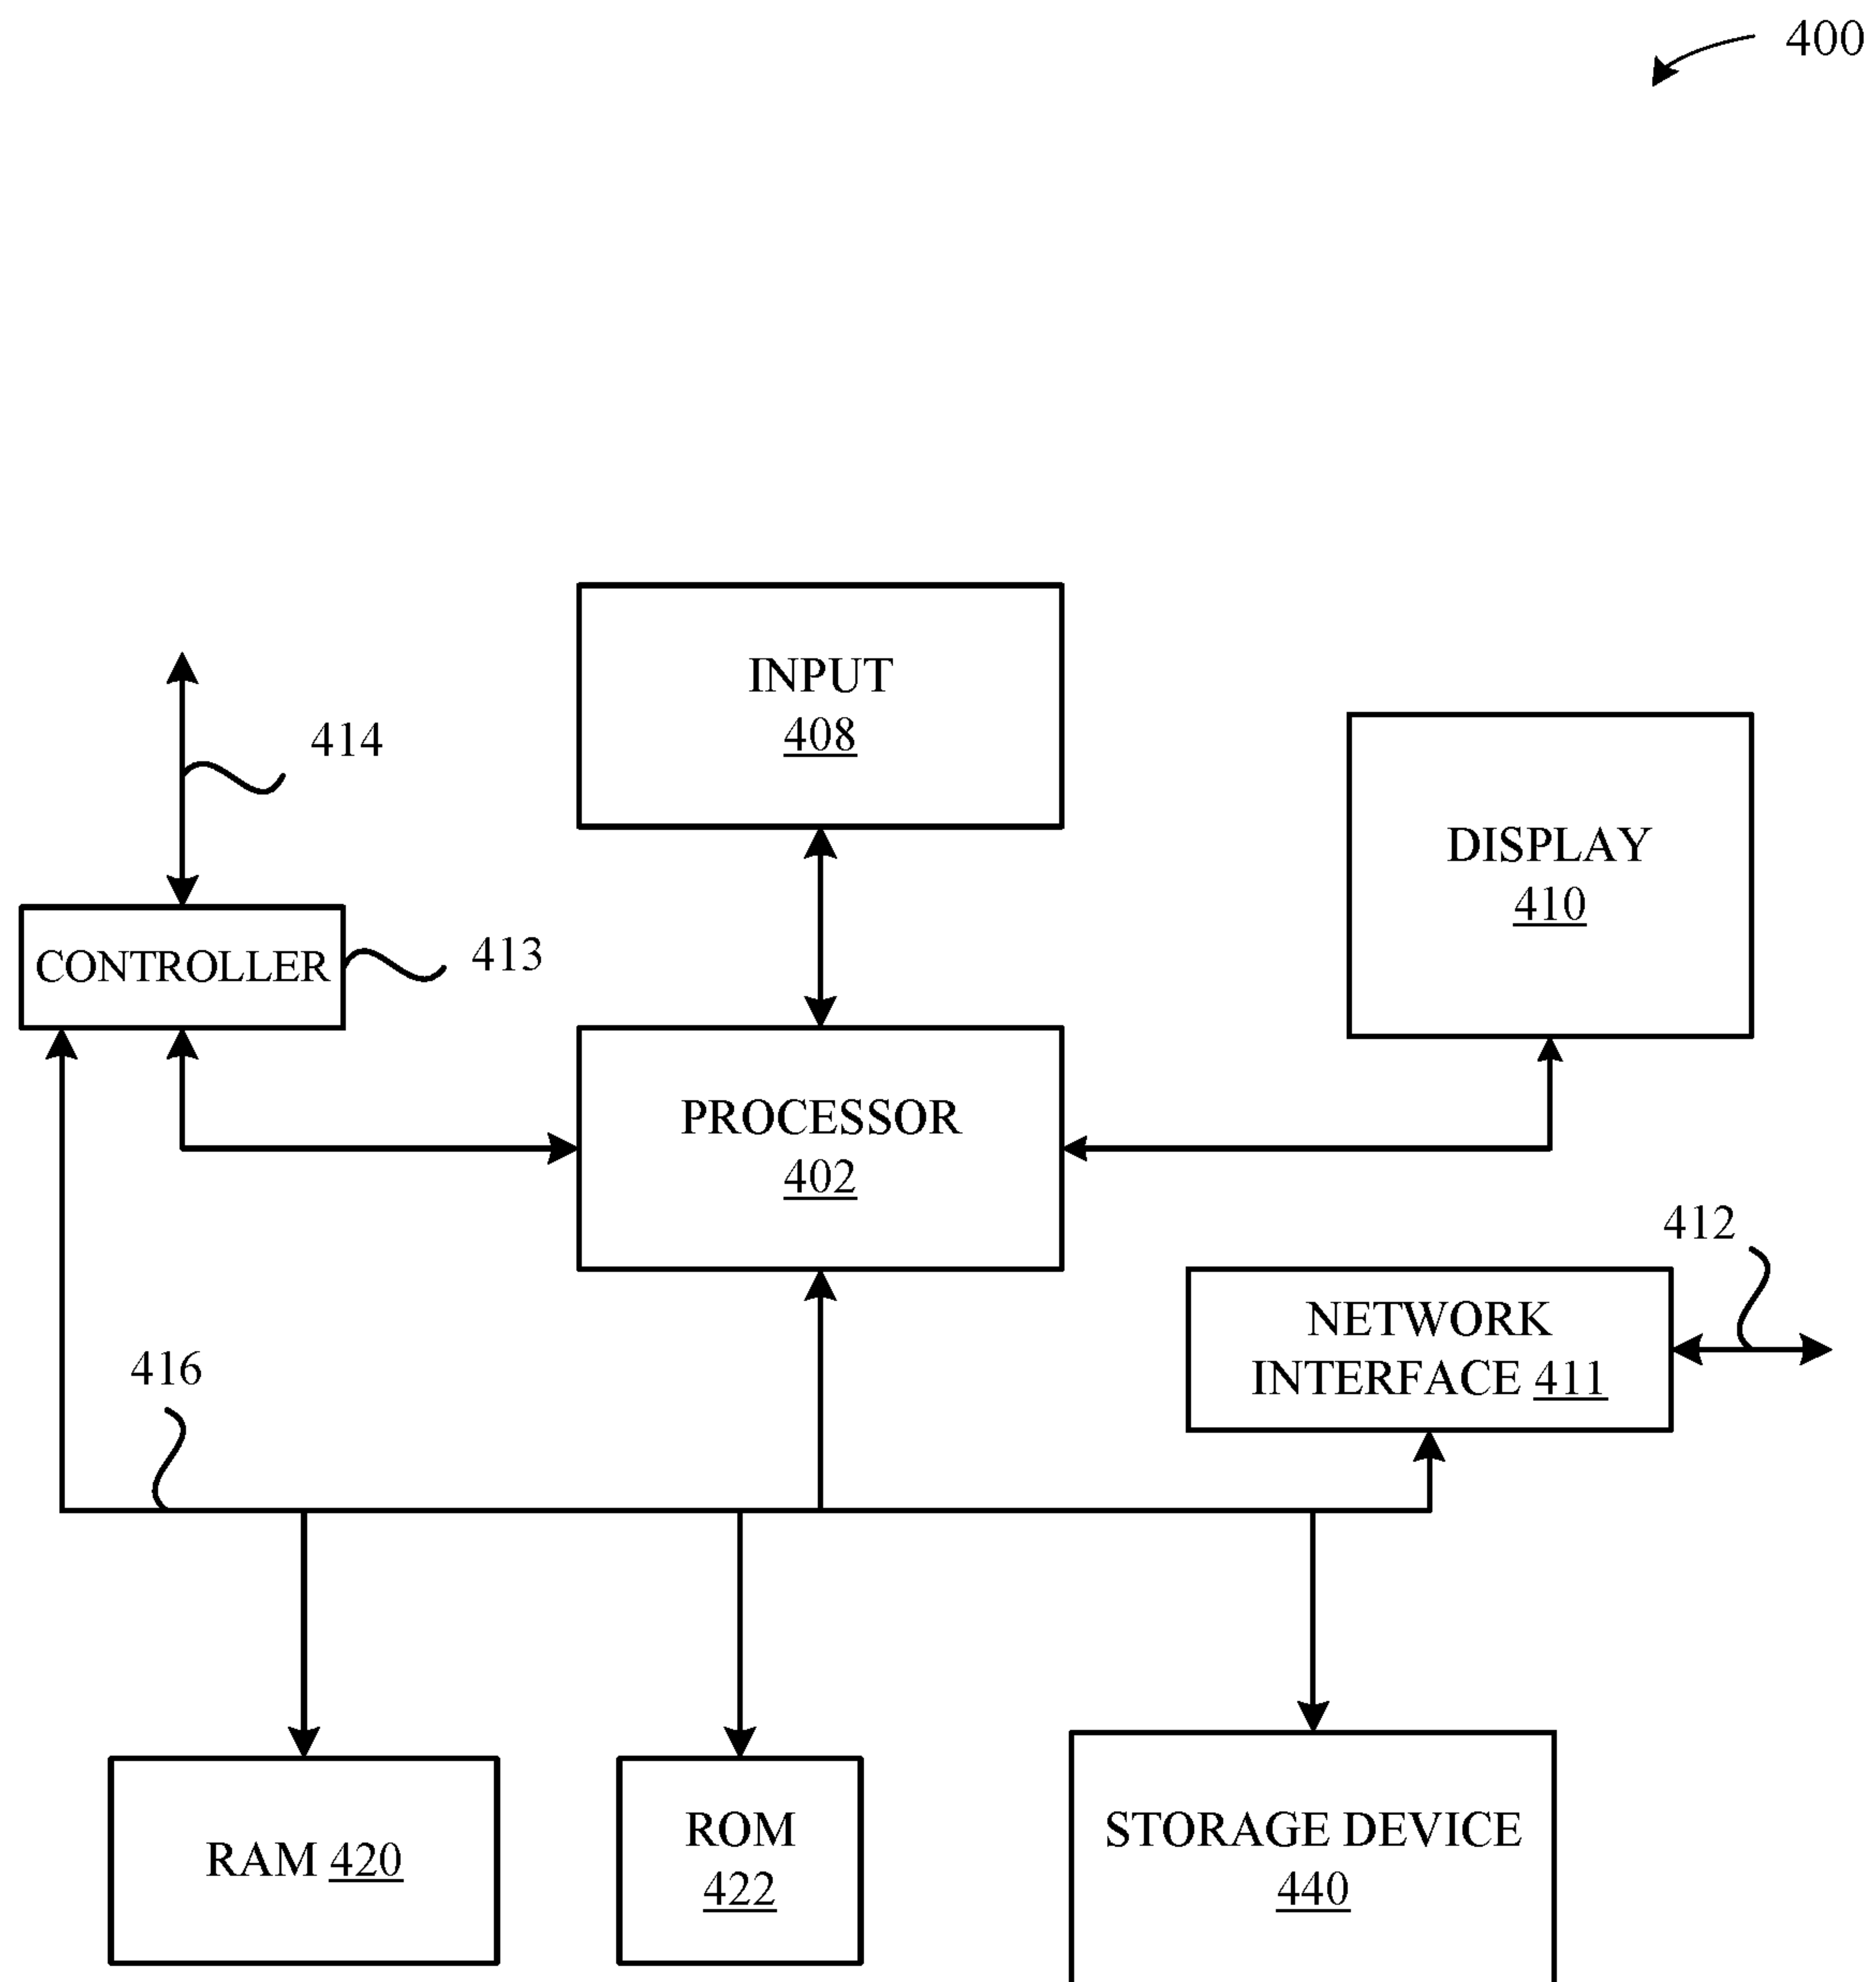 400
INPUT
408
414
DISPLAY
410
CONTROLLER
413
PROCESSOR
402
412
NETWORK
INTERFACE 411
416
RAM 420
ROM
422
STORAGE DEVICE
440